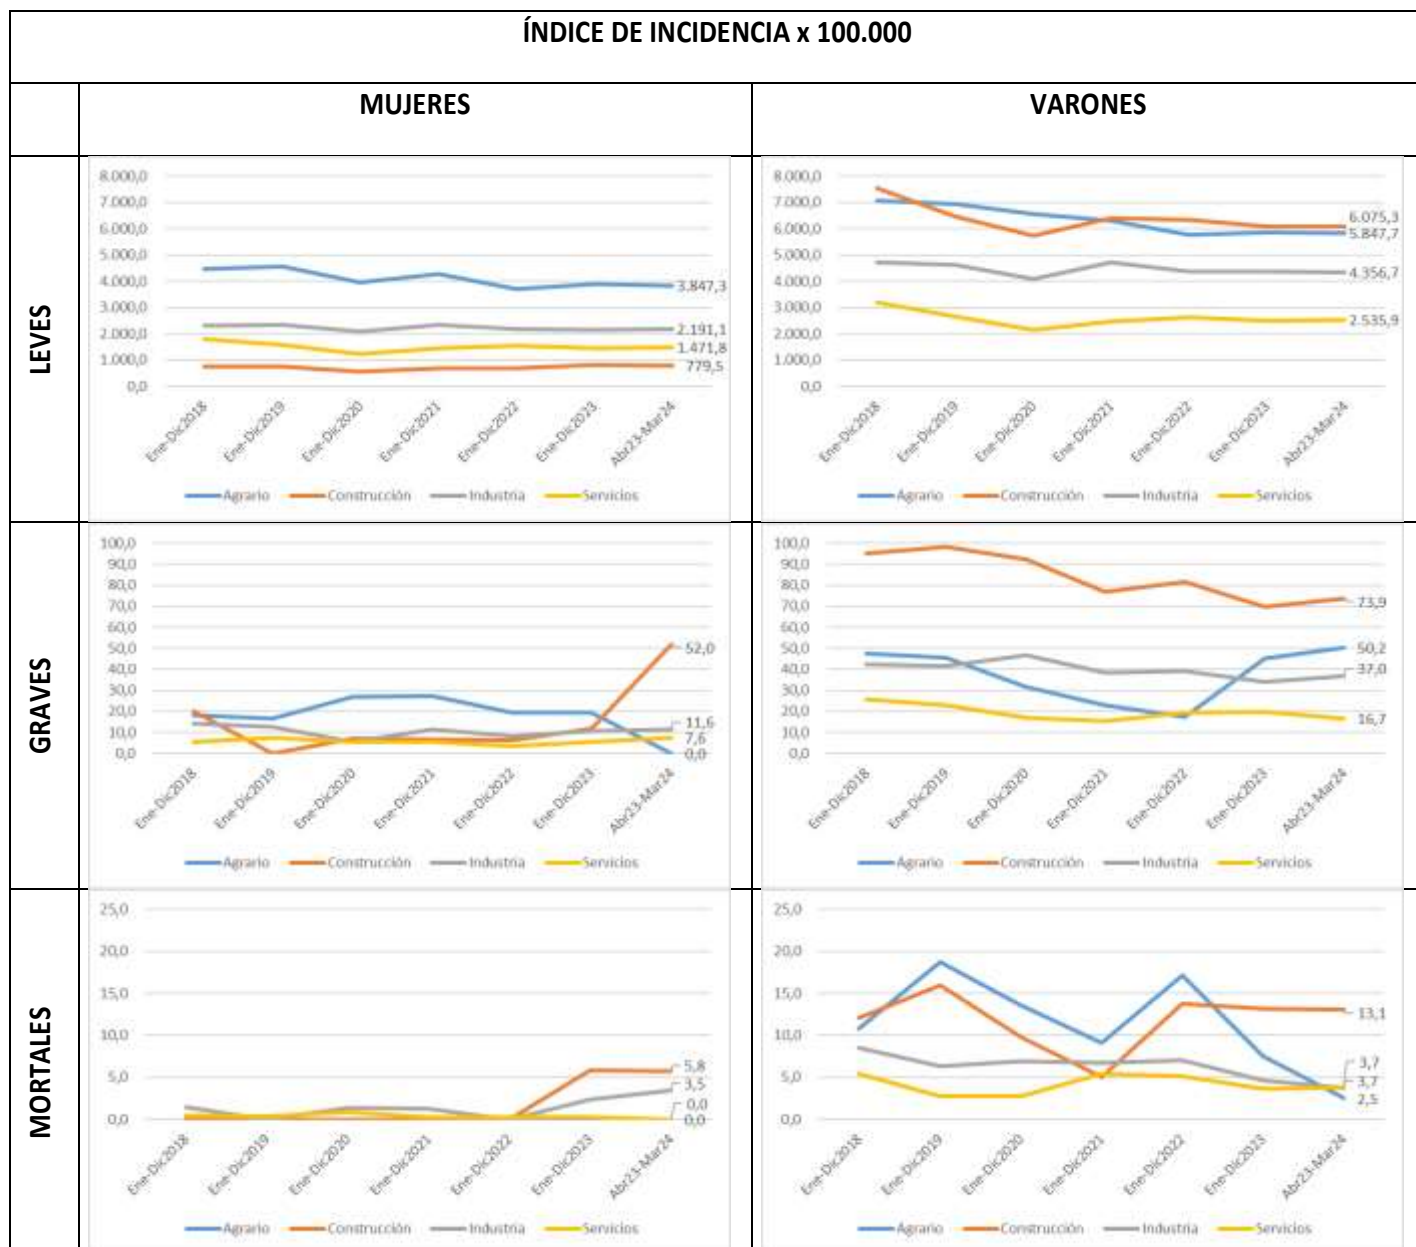 ÍNDICE DE INCIDENCIA x 100.000
MUJERES
VARONES
LEVES
8.000,0
7.000,0
6.000,0
5.000,0
4.000,0
3.000,0
2.000,0
1.000,0
0,0
3.847,3
2.191,1
1.471,8
779,5
Ene-Dic2018
Ene-Dic2019
Ene-Dic2020
Ene-Dic2021
Ene-Dic2022
Ene-Dic2023
Abr23-Mar24
Agrario Construcción Industria Servicios
8.000,0
7.000,0
6.000,0
5.000,0
4.000,0
3.000,0
2.000,0
1.000,0
0,0
6.075,3
5.847,7
4.356,7
2.535,9
Ene-Dic2018
Ene-Dic2019
Ene-Dic2020
Ene-Dic2021
Ene-Dic2022
Ene-Dic2023
Abr23-Mar24
Agrario Construcción Industria Servicios
GRAVES
100,0
90,0
80,0
70,0
60,0
50,0
40,0
30,0
20,0
10,0
0,0
52,0
11,6
7,6
0,0
Ene-Dic2018
Ene-Dic2019
Ene-Dic2020
Ene-Dic2021
Ene-Dic2022
Ene-Dic2023
Abr23-Mar24
Agrario Construcción Industria Servicios
100,0
90,0
80,0
70,0
60,0
50,0
40,0
30,0
20,0
10,0
0,0
73,9
50,2
37,0
16,7
Ene-Dic2018
Ene-Dic2019
Ene-Dic2020
Ene-Dic2021
Ene-Dic2022
Ene-Dic2023
Abr23-Mar24
Agrario Construcción Industria Servicios
MORTALES
25,0
20,0
15,0
10,0
5,0
0,0
5,8
3,5
0,0
0,0
Ene-Dic2018
Ene-Dic2019
Ene-Dic2020
Ene-Dic2021
Ene-Dic2022
Ene-Dic2023
Abr23-Mar24
Agrario Construcción Industria Servicios
25,0
20,0
15,0
10,0
5,0
0,0
13,1
3,7
3,7
2,5
Ene-Dic2018
Ene-Dic2019
Ene-Dic2020
Ene-Dic2021
Ene-Dic2022
Ene-Dic2023
Abr23-Mar24
Agrario Construcción Industria Servicios